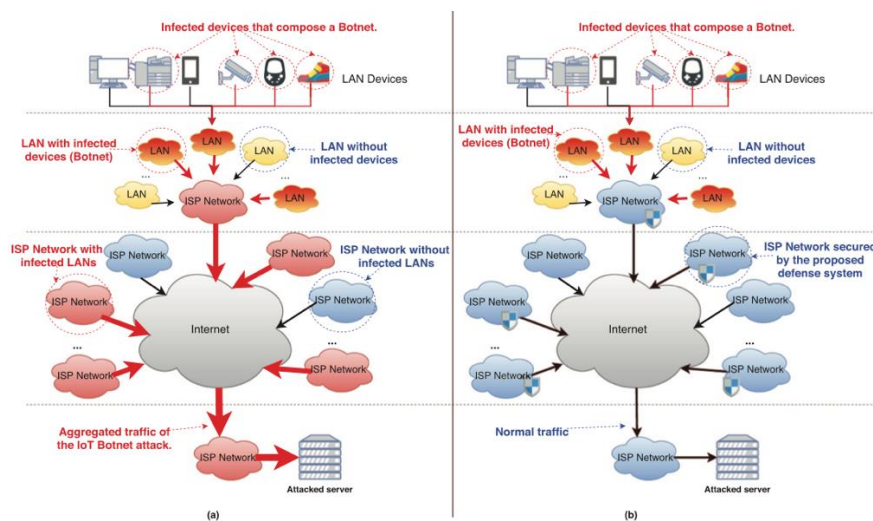 Infected devices that compose a Botnet.
LAN Devices
LAN with infected
devices (Botnet)
LAN
LAN
LAN
LAN without
infected devices
...
...
LAN
ISP Network
LAN
ISP Network with
infected LANs
ISP Network
ISP Network
ISP Network without
infected LANs
ISP Network
ISP Network
Internet
...
...
ISP Network
ISP Network
Aggregated traffic of
the IoT Botnet attack.
ISP Network
Attacked server
(a)
Infected devices that compose a Botnet.
LAN Devices
LAN with infected
devices (Botnet)
LAN
LAN
LAN
LAN without
infected devices
...
...
LAN
ISP Network
LAN
ISP Network
ISP Network
ISP Network secured
by the proposed
defense system
ISP Network
ISP Network
Internet
...
...
ISP Network
ISP Network
Normal traffic
ISP Network
Attacked server
(b)